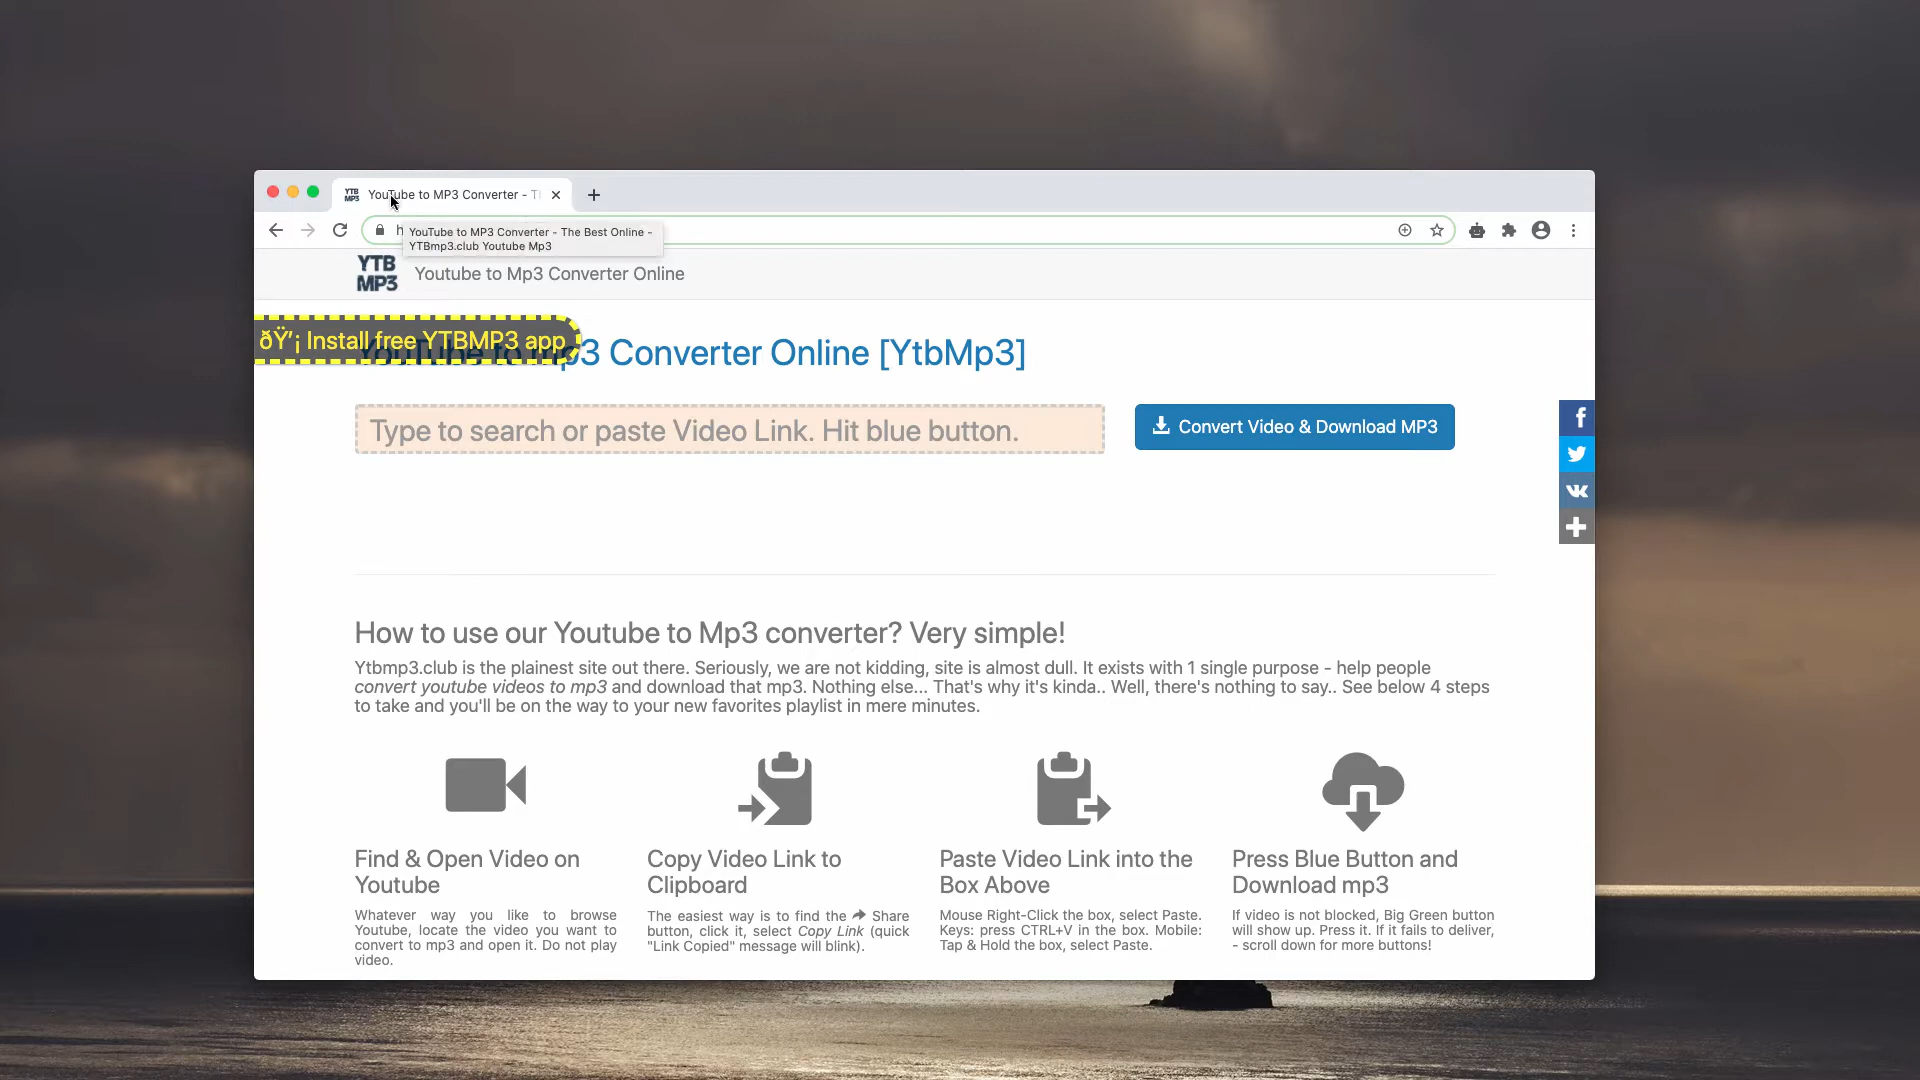 YTB
MP3
YouTube to MP3 Converter - Th
h
YouTube to MP3 Converter - The Best Online -
YTBmp3.club Youtube Mp3
YTB
MP3
Youtube to Mp3 Converter Online
ðŸ’¡ Install free YTBMP3 app
YouTube to mp3 Converter Online [YtbMp3]
Type to search or paste Video Link. Hit blue button.
Convert Video & Download MP3
How to use our Youtube to Mp3 converter? Very simple!
Ytbmp3.club is the plainest site out there. Seriously, we are not kidding, site is almost dull. It exists with 1 single purpose - help people
convert youtube videos to mp3 and download that mp3. Nothing else... That's why it's kinda.. Well, there's nothing to say.. See below 4 steps
to take and you'll be on the way to your new favorites playlist in mere minutes.
Find & Open Video on
Youtube
Whatever way you like to browse
Youtube, locate the video you want to
convert to mp3 and open it. Do not play
video.
Copy Video Link to
Clipboard
The easiest way is to find the Share
button, click it, select Copy Link (quick
"Link Copied" message will blink).
Paste Video Link into the
Box Above
Mouse Right-Click the box, select Paste.
Keys: press CTRL+V in the box. Mobile:
Tap & Hold the box, select Paste.
Press Blue Button and
Download mp3
If video is not blocked, Big Green button
will show up. Press it. If it fails to deliver,
- scroll down for more buttons!